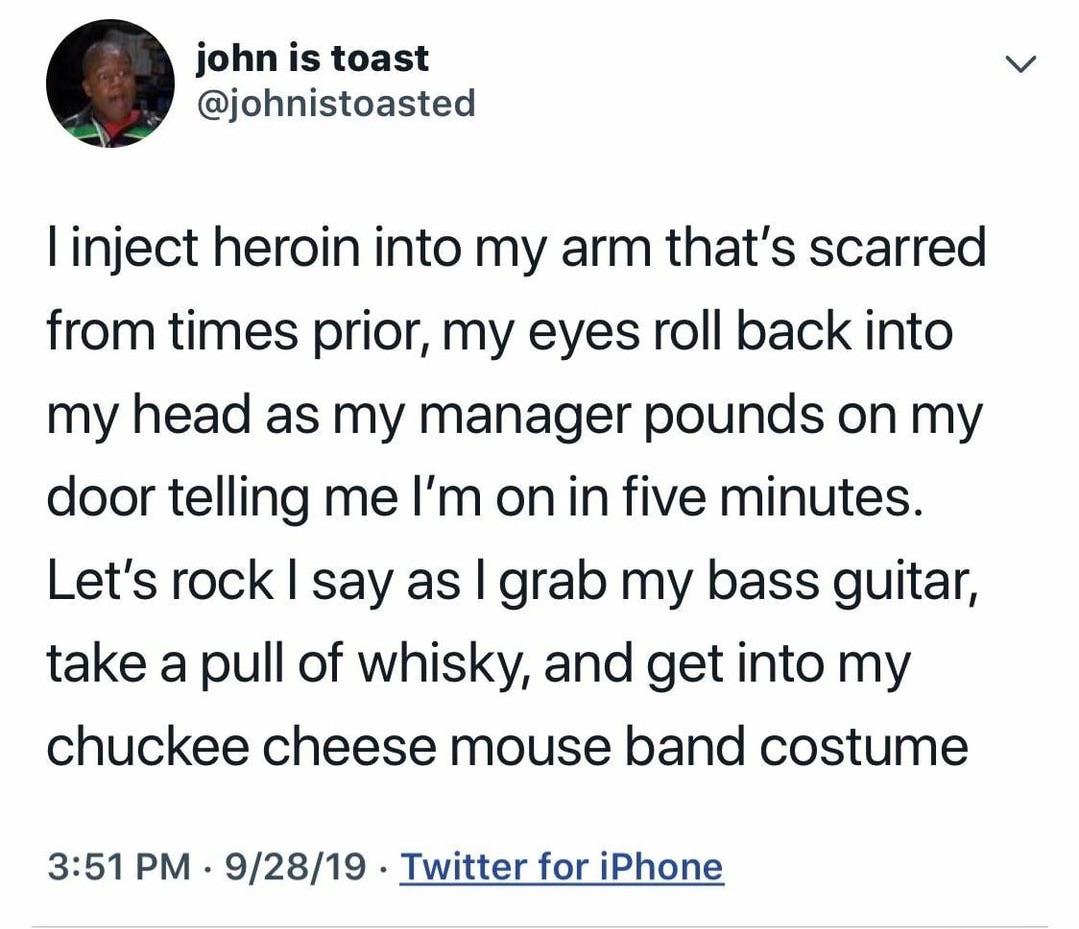 john is toast
@johnistoasted
I inject heroin into my arm that’s scarred
from times prior, my eyes roll back into
my head as my manager pounds on my
door telling me I’m on in five minutes.
Let’s rock I say as I grab my bass guitar,
take a pull of whisky, and get into my
chuckee cheese mouse band costume
3:51 PM · 9/28/19 · Twitter for iPhone